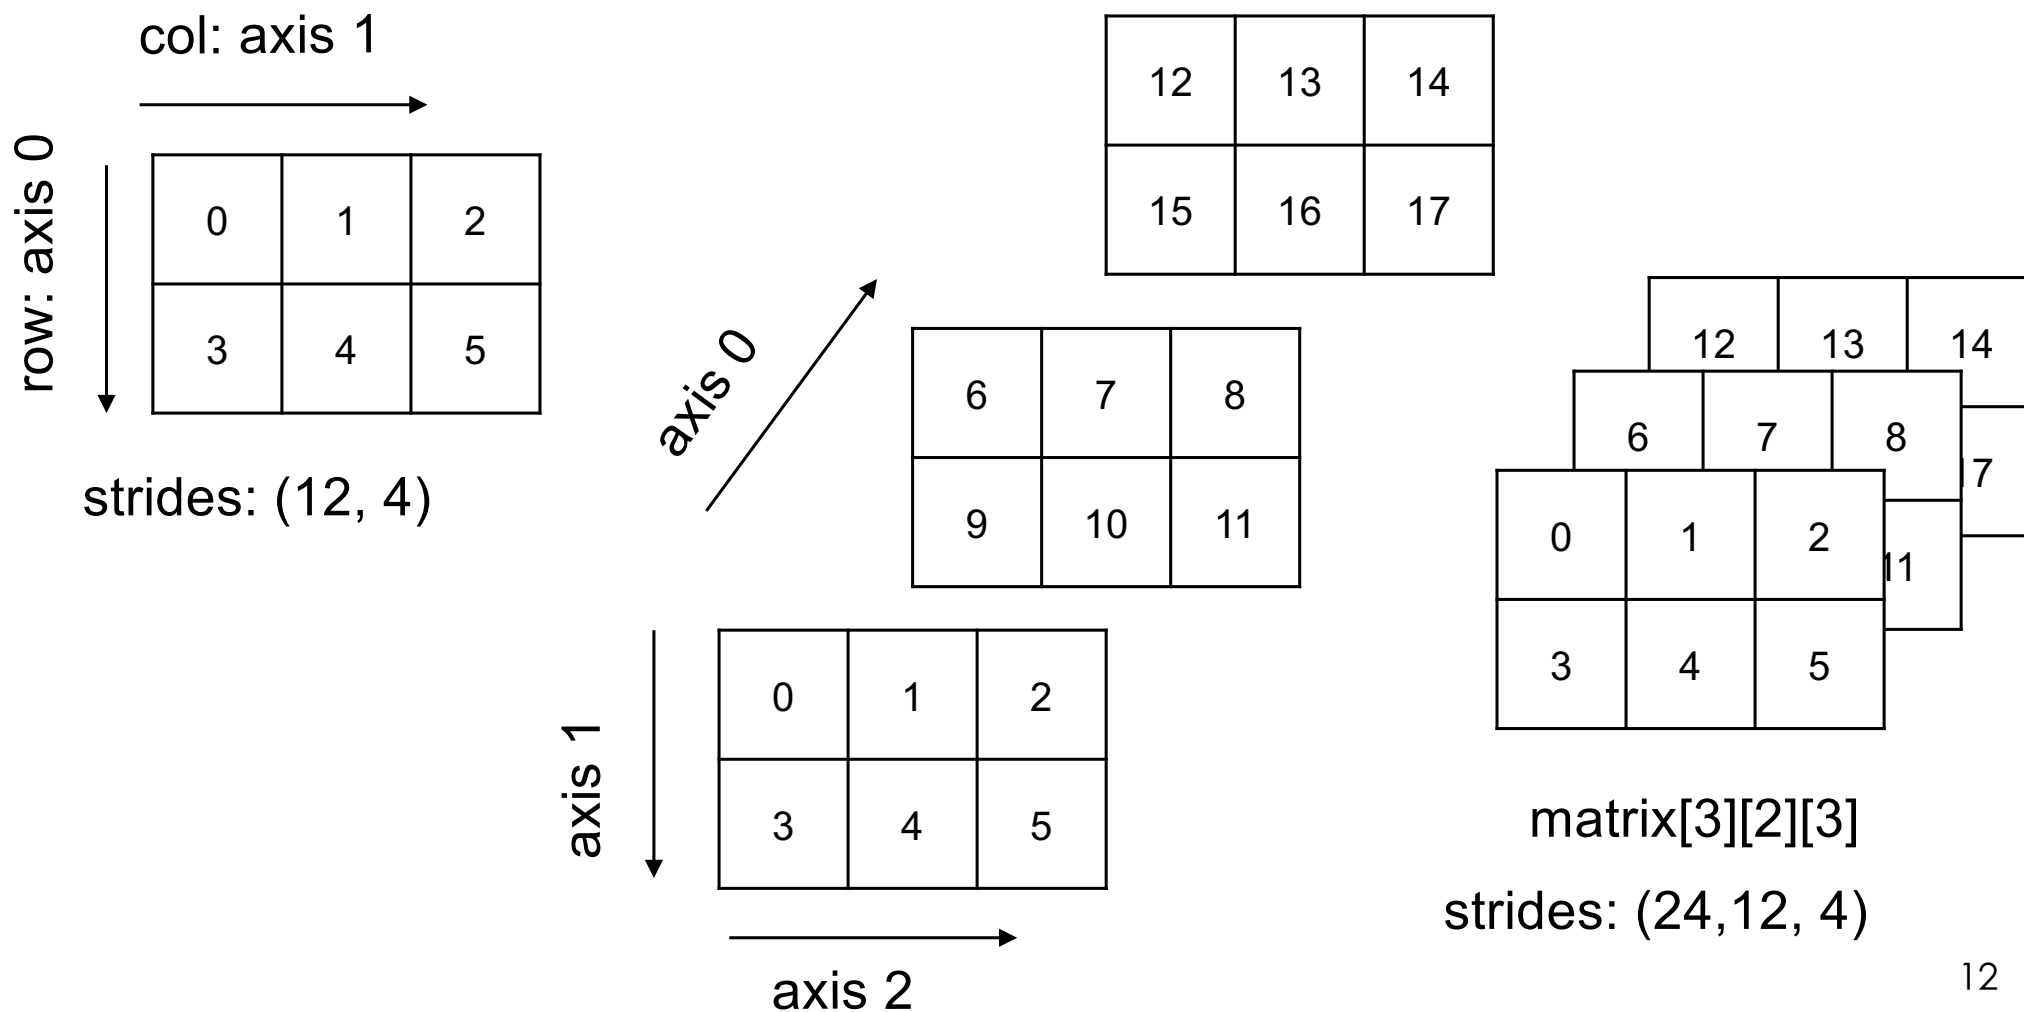 col: axis 1
row: axis 0
0 1 2
3 4 5
strides: (12, 4)
12 13 14
15 16 17
axis 0
6 7 8
9 10 11
axis 1
0 1 2
3 4 5
axis 2
12 13 14
17
6 7 8
11
0 1 2
3 4 5
matrix[3][2][3]
strides: (24,12, 4)
12